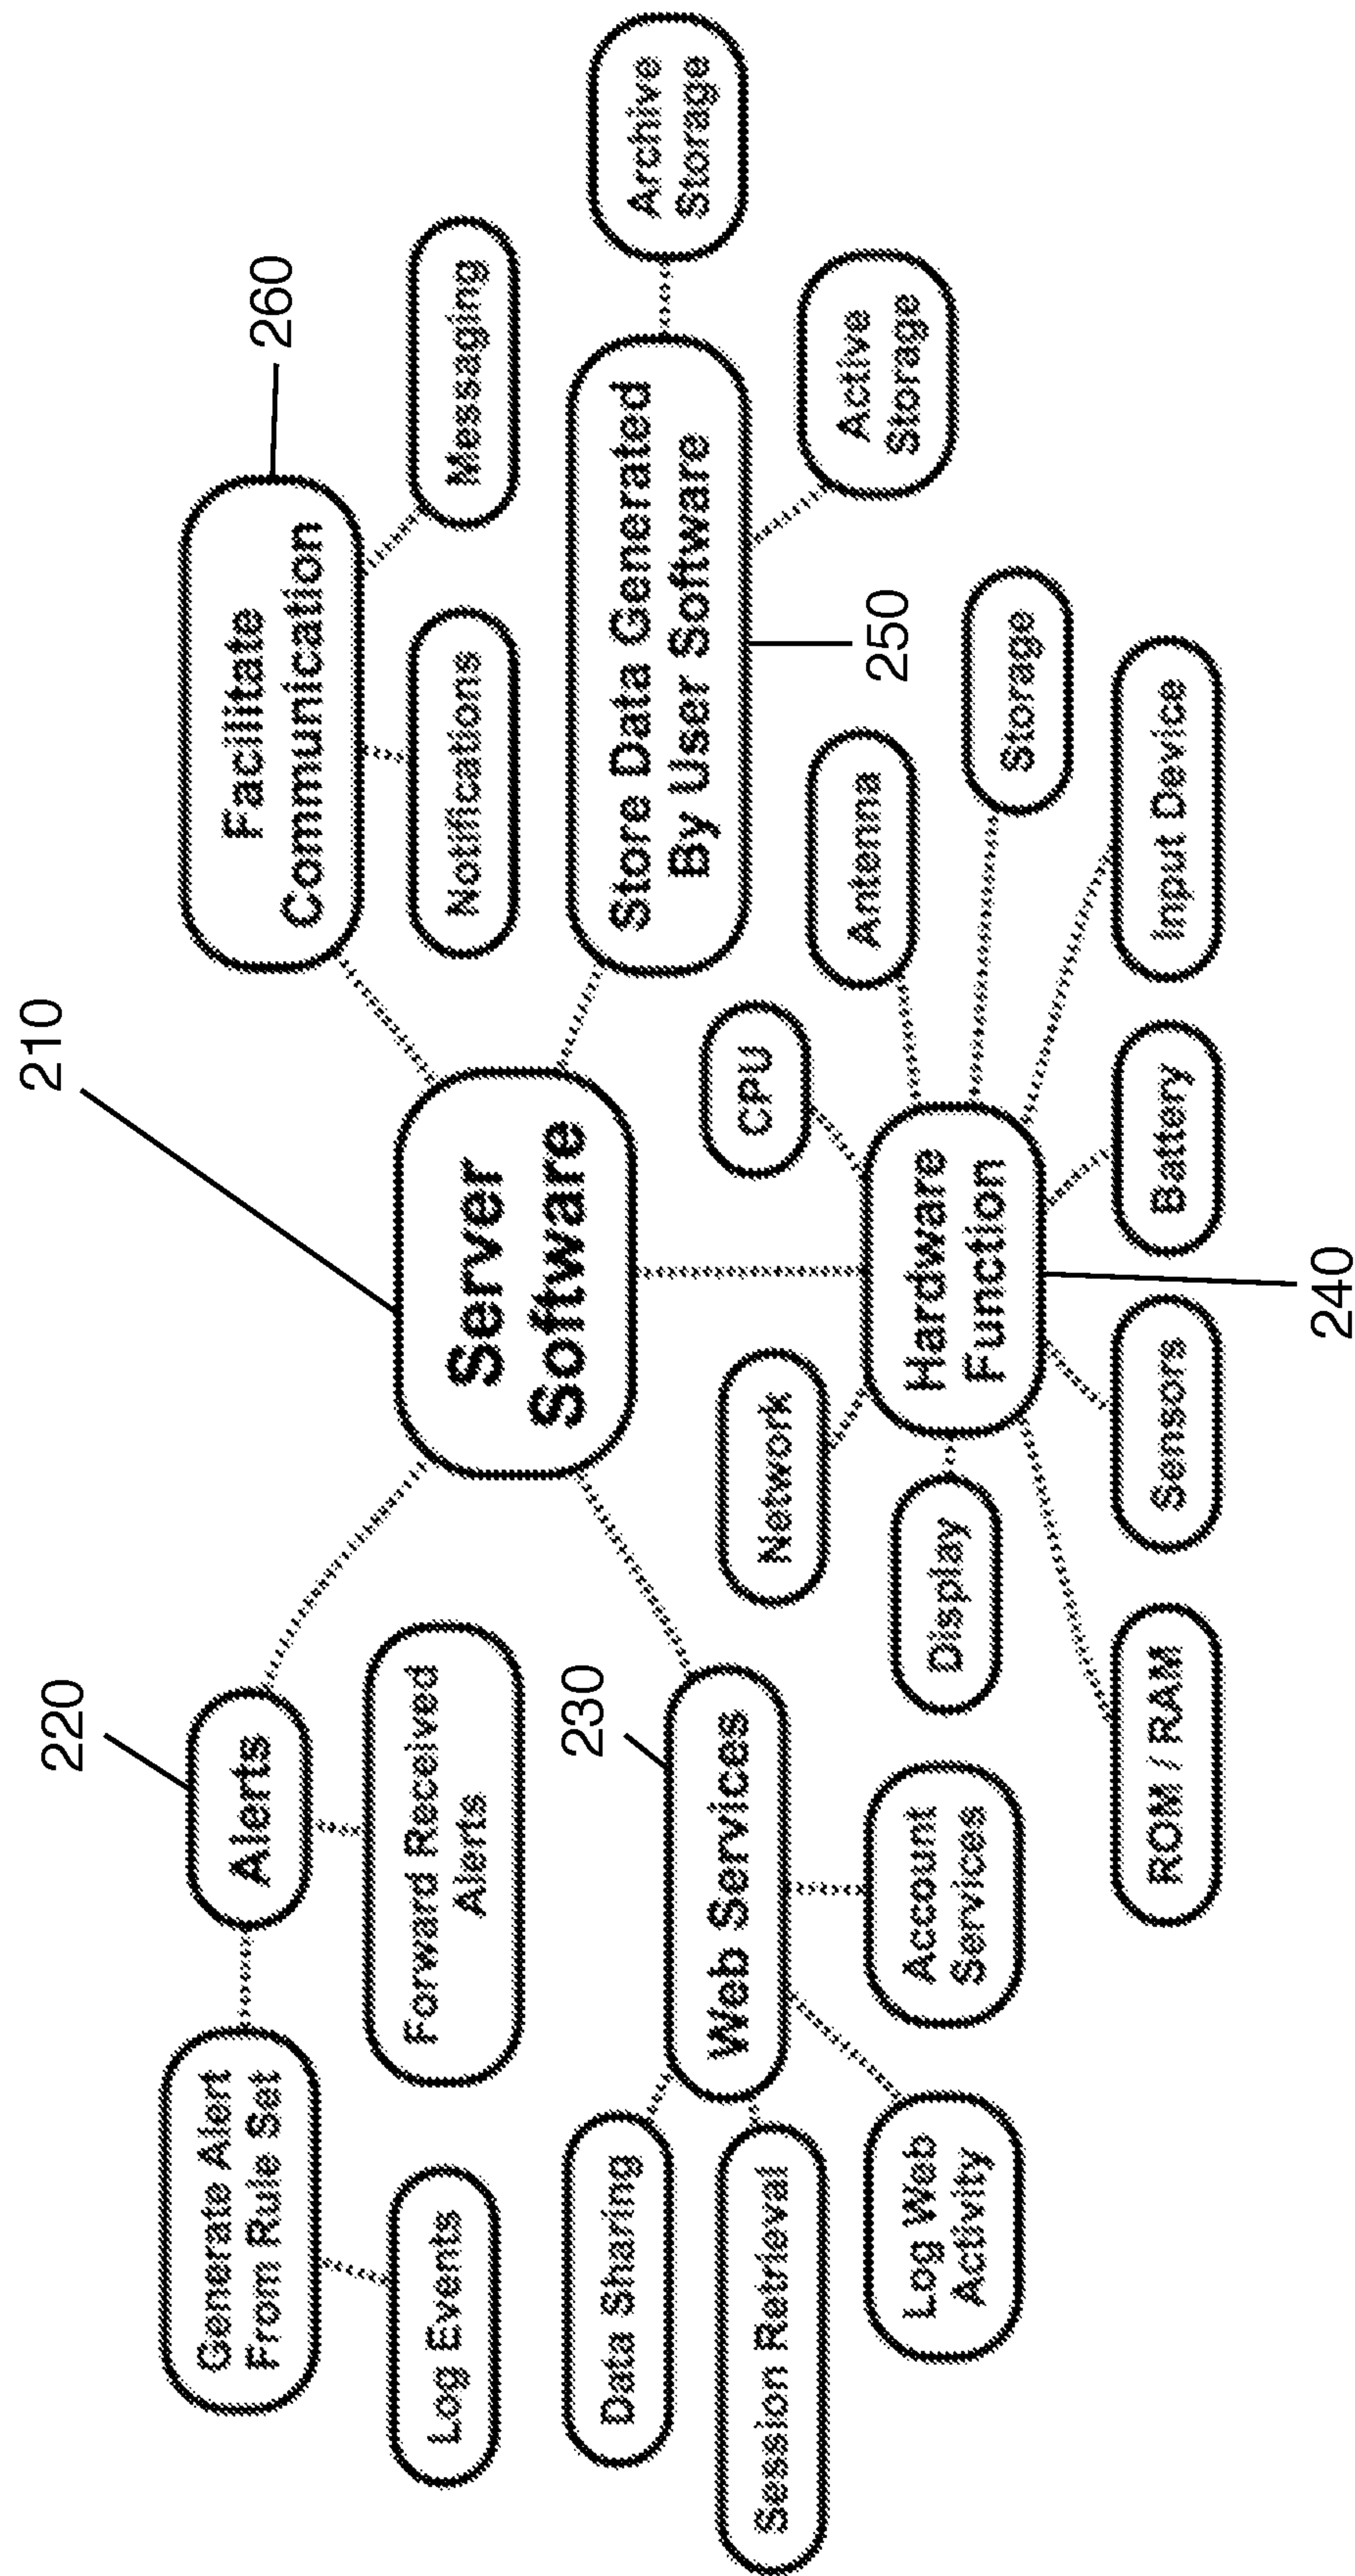 210
Server
Software
220
Alerts
Generate Alert
From Rule Set
Log Events
Forward Received
Alerts
230
Web Services
Data Sharing
Session Retrieval
Log Web
Activity
Account
Services
240
Hardware
Function
Network
Display
ROM / RAM
Sensors
Battery
Input Device
Storage
Antenna
CPU
250
Store Data Generated
By User Software
Active
Storage
Archive
Storage
260
Facilitate
Communication
Notifications
Messaging